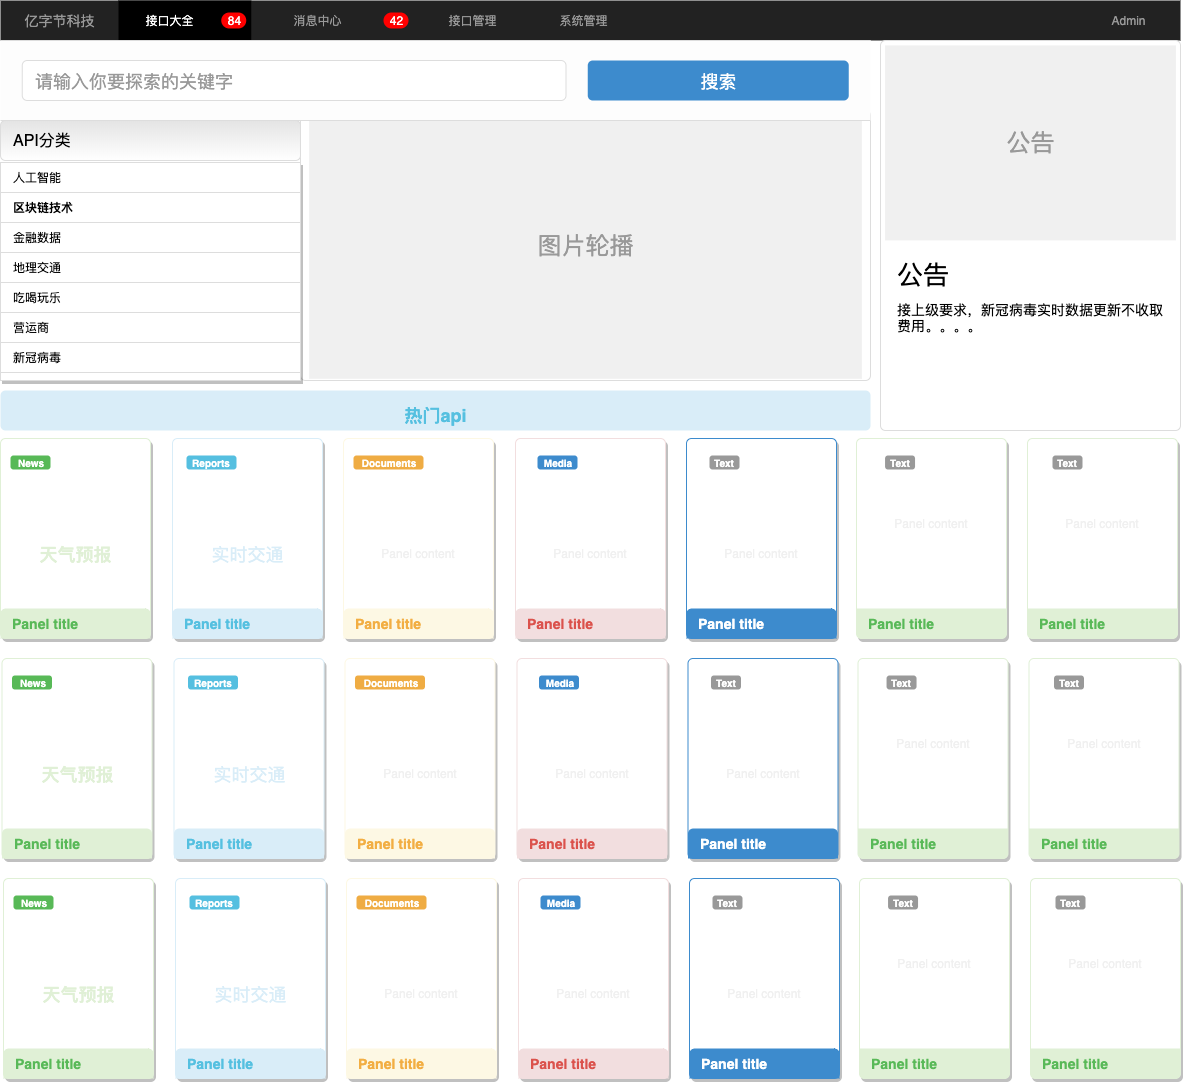 亿字节科技 接口大全 84 消息中心 42 接口管理 系统管理 Admin
请输入你要探索的关键字 搜索
公告
API分类
人工智能
区块链技术
金融数据
地理交通
吃喝玩乐
营运商
新冠病毒
图片轮播
公告
接上级要求，新冠病毒实时数据更新不收取
费用。。。。
热门api
News Reports Documents Media Text Text Text
Panel content Panel content
天气预报 实时交通 Panel content Panel content Panel content
Panel title Panel title Panel title Panel title Panel title Panel title Panel title
News Reports Documents Media Text Text Text
Panel content Panel content
天气预报 实时交通 Panel content Panel content Panel content
Panel title Panel title Panel title Panel title Panel title Panel title Panel title
News Reports Documents Media Text Text Text
Panel content Panel content
天气预报 实时交通 Panel content Panel content Panel content
Panel title Panel title Panel title Panel title Panel title Panel title Panel title